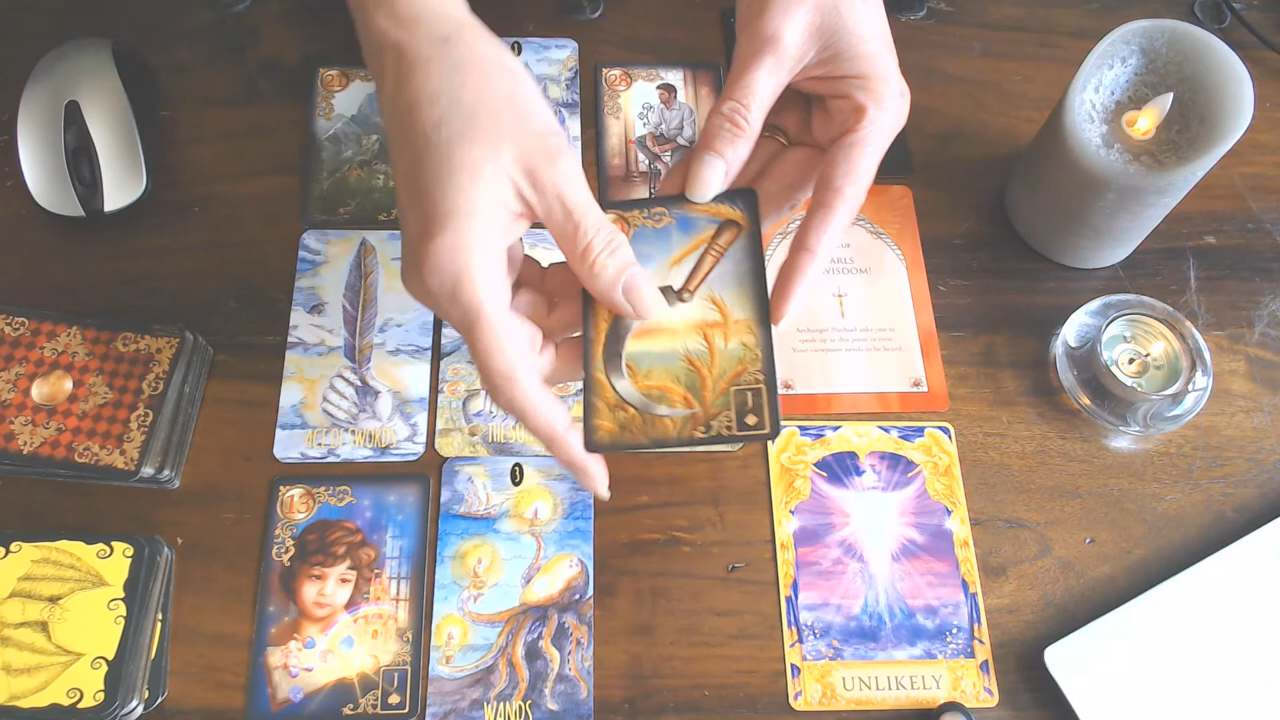 21
28
UP
ARLS
WISDOM!
Archangel Michael asks you to
speak up at this point in time.
Your viewpoint needs to be heard.
J
ACE OF SWORDS
THE SU
13
3
J
WANDS
UNLIKELY